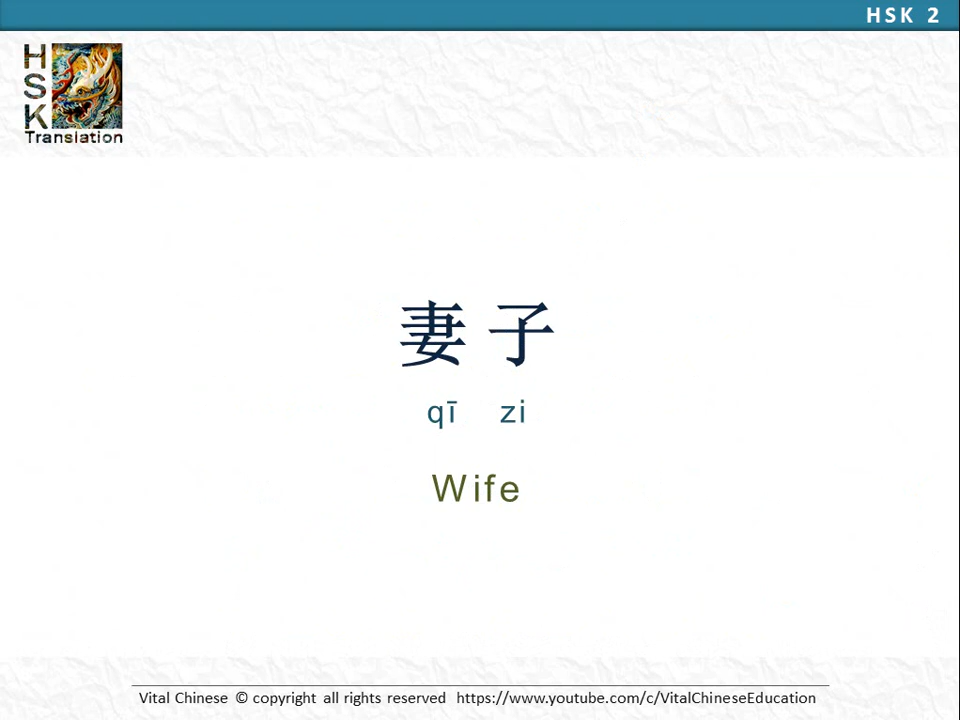 HSK 2
H
S
K
Translation
妻子
qī zi
Wife
Vital Chinese © copyright all rights reserved https://www.youtube.com/c/VitalChineseEducation